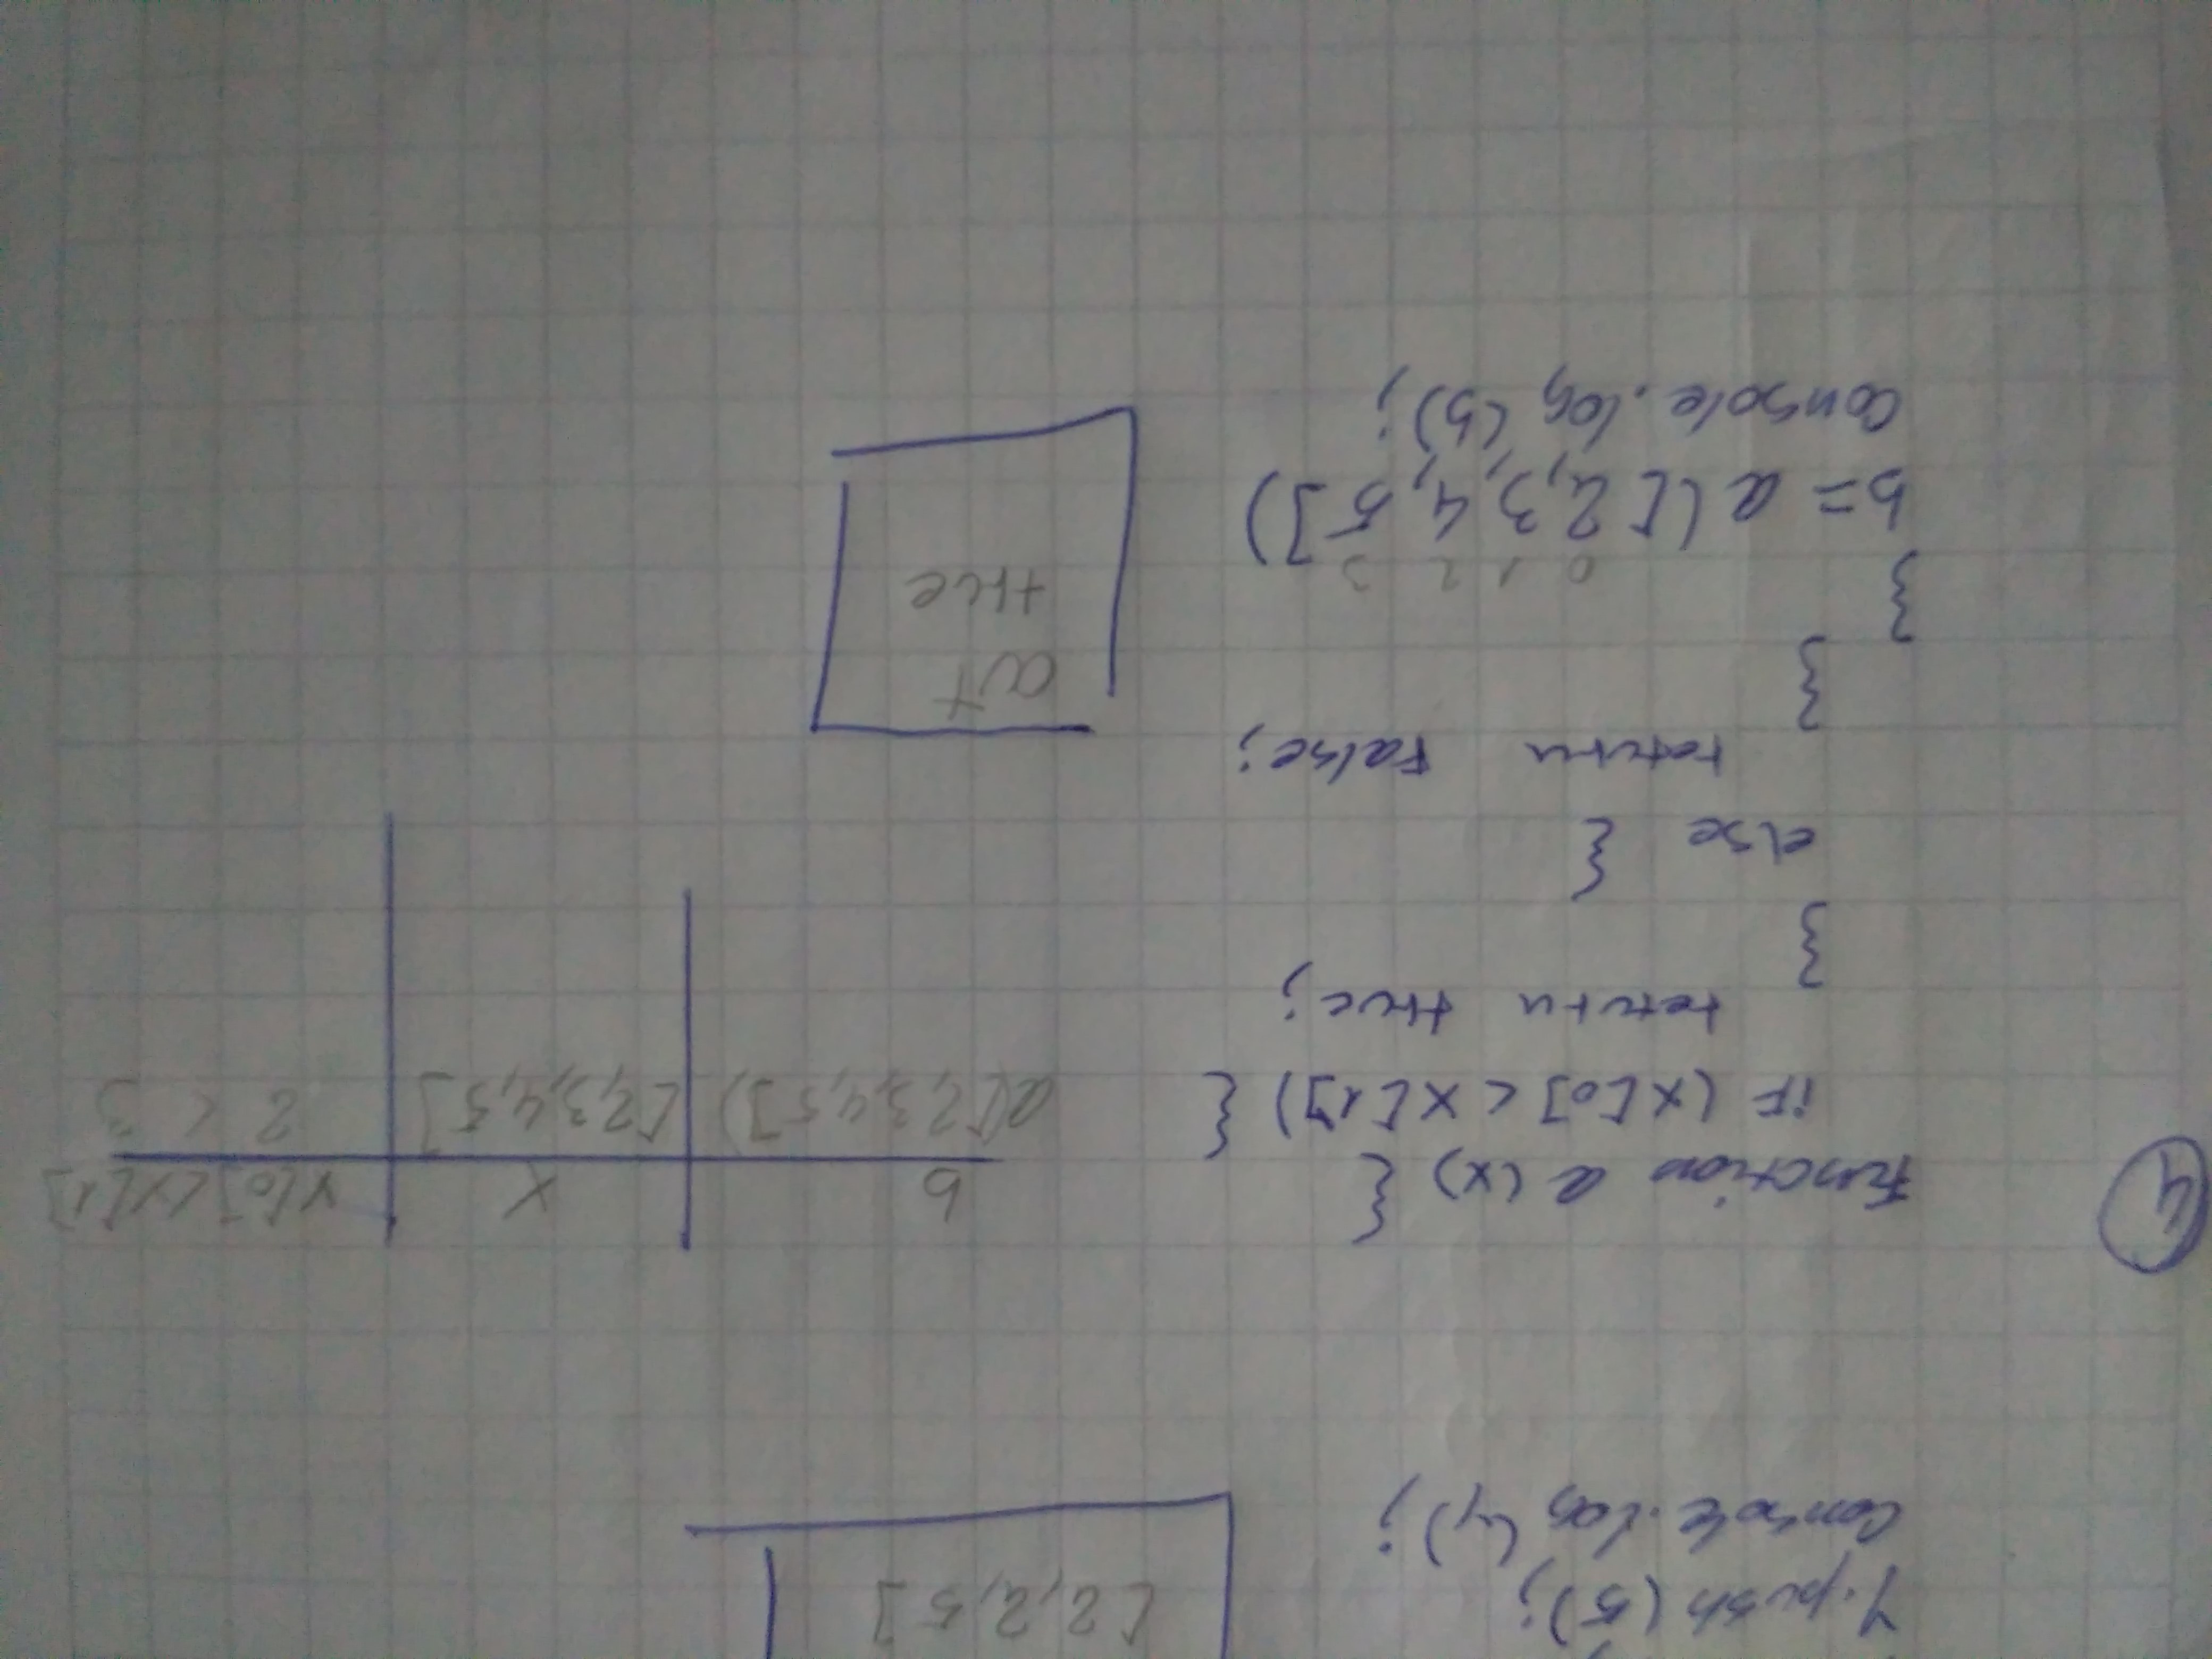 Y.push(5);
Console.log(y);
[2,2,5]
4
Function a(x) {
if (x[0] < x[1]) {
return true;
}
else {
return False;
}
}
0 1 2 3
b = a([2,3,4,5])
Console.log(b);
b x x[0]<x[1]
a([2,3,4,5]) [2,3,4,5] 2 < 3
out
true